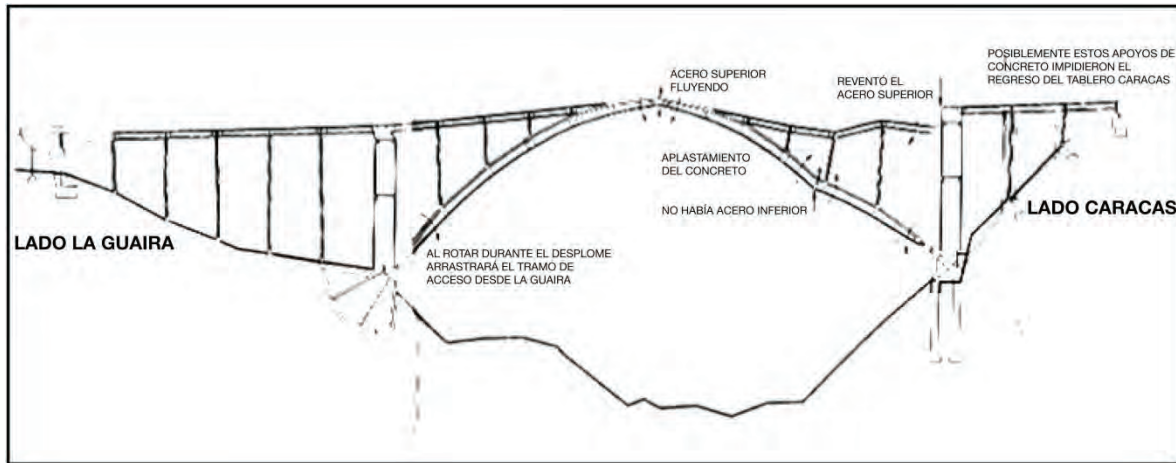 POSIBLEMENTE ESTOS APOYOS DE
CONCRETO IMPIDIERON EL
REGRESO DEL TABLERO CARACAS
ACERO SUPERIOR
FLUYENDO
REVENTÓ EL
ACERO SUPERIOR
APLASTAMIENTO
DEL CONCRETO
NO HABÍA ACERO INFERIOR
LADO CARACAS
LADO LA GUAIRA
AL ROTAR DURANTE EL DESPLOME
ARRASTRARÁ EL TRAMO DE
ACCESO DESDE LA GUAIRA